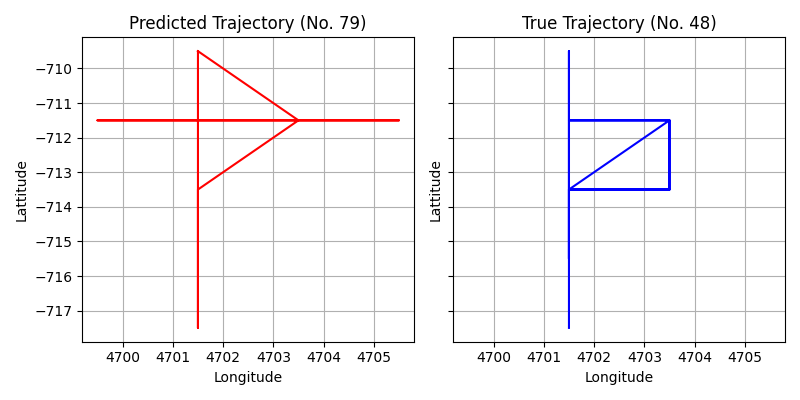 Predicted Trajectory (No. 79)
True Trajectory (No. 48)
Lattitude
−710
−711
−712
−713
−714
−715
−716
−717
4700 4701 4702 4703 4704 4705
Longitude
Lattitude
4700 4701 4702 4703 4704 4705
Longitude